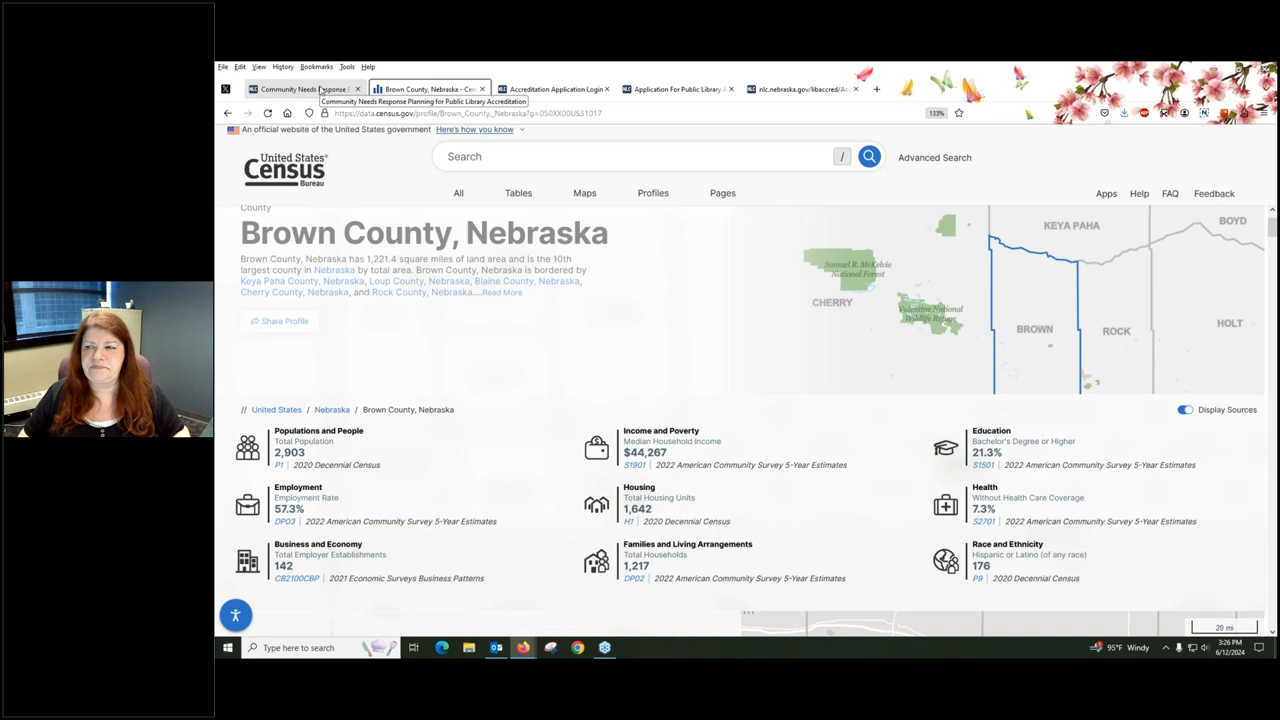 File Edit View History Bookmarks Tools Help
Community Needs Response
Brown County, Nebraska - Cen
Accreditation Application Login
Application For Public Library A
nlc.nebraska.gov/libaccred/Acc
Community Needs Response Planning for Public Library Accreditation
https://data.census.gov/profile/Brown_County,_Nebraska?g=050XX00US31017
133%
An official website of the United States government Here's how you know
United States®
Census
Bureau
Search
/
Advanced Search
All Tables Maps Profiles Pages
Apps Help FAQ Feedback
County
Brown County, Nebraska
Brown County, Nebraska has 1,221.4 square miles of land area and is the 10th
largest county in Nebraska by total area. Brown County, Nebraska is bordered by
Keya Paha County, Nebraska, Loup County, Nebraska, Blaine County, Nebraska,
Cherry County, Nebraska, and Rock County, Nebraska....Read More
Share Profile
KEYA PAHA
BOYD
Samuel R. McKelvie
National Forest
CHERRY
Valentine National
Wildlife Refuge
BROWN
ROCK
HOLT
// United States / Nebraska / Brown County, Nebraska
Display Sources
Populations and People
Total Population
2,903
P1 | 2020 Decennial Census
Income and Poverty
Median Household Income
$44,267
S1901 | 2022 American Community Survey 5-Year Estimates
Education
Bachelor's Degree or Higher
21.3%
S1501 | 2022 American Community Survey 5-Year Estimates
Employment
Employment Rate
57.3%
DP03 | 2022 American Community Survey 5-Year Estimates
Housing
Total Housing Units
1,642
H1 | 2020 Decennial Census
Health
Without Health Care Coverage
7.3%
S2701 | 2022 American Community Survey 5-Year Estimates
Business and Economy
Total Employer Establishments
142
CB2100CBP | 2021 Economic Surveys Business Patterns
Families and Living Arrangements
Total Households
1,217
DP02 | 2022 American Community Survey 5-Year Estimates
Race and Ethnicity
Hispanic or Latino (of any race)
176
P9 | 2020 Decennial Census
20 mi
Type here to search
95°F Windy
3:26 PM
6/12/2024